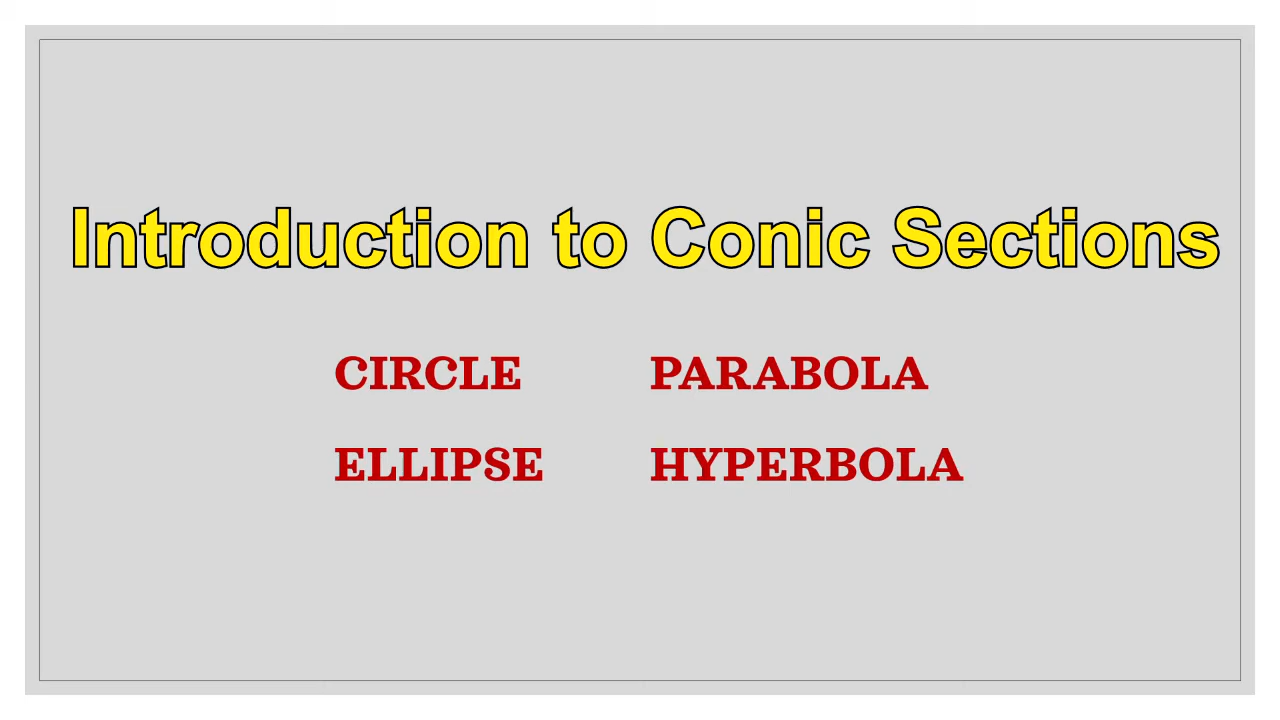 Introduction to Conic Sections
CIRCLE PARABOLA
ELLIPSE HYPERBOLA